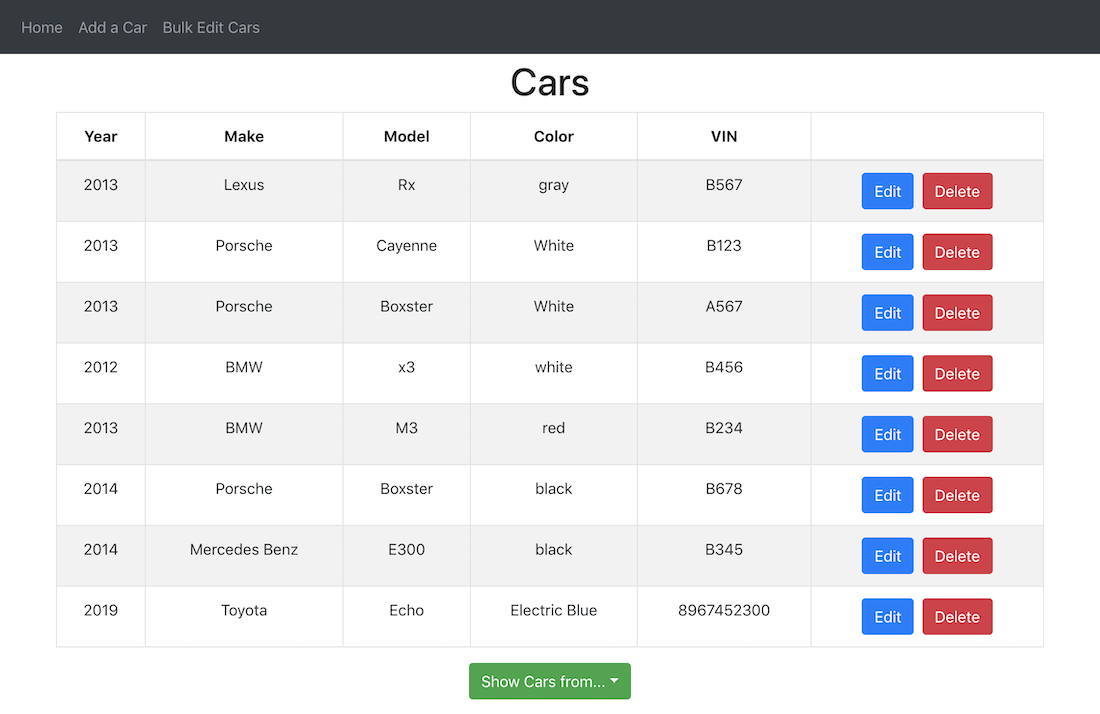 Home Add a Car Bulk Edit Cars
Cars
Year Make Model Color VIN
2013 Lexus Rx gray B567 Edit Delete
2013 Porsche Cayenne White B123 Edit Delete
2013 Porsche Boxster White A567 Edit Delete
2012 BMW x3 white B456 Edit Delete
2013 BMW M3 red B234 Edit Delete
2014 Porsche Boxster black B678 Edit Delete
2014 Mercedes Benz E300 black B345 Edit Delete
2019 Toyota Echo Electric Blue 8967452300 Edit Delete
Show Cars from...